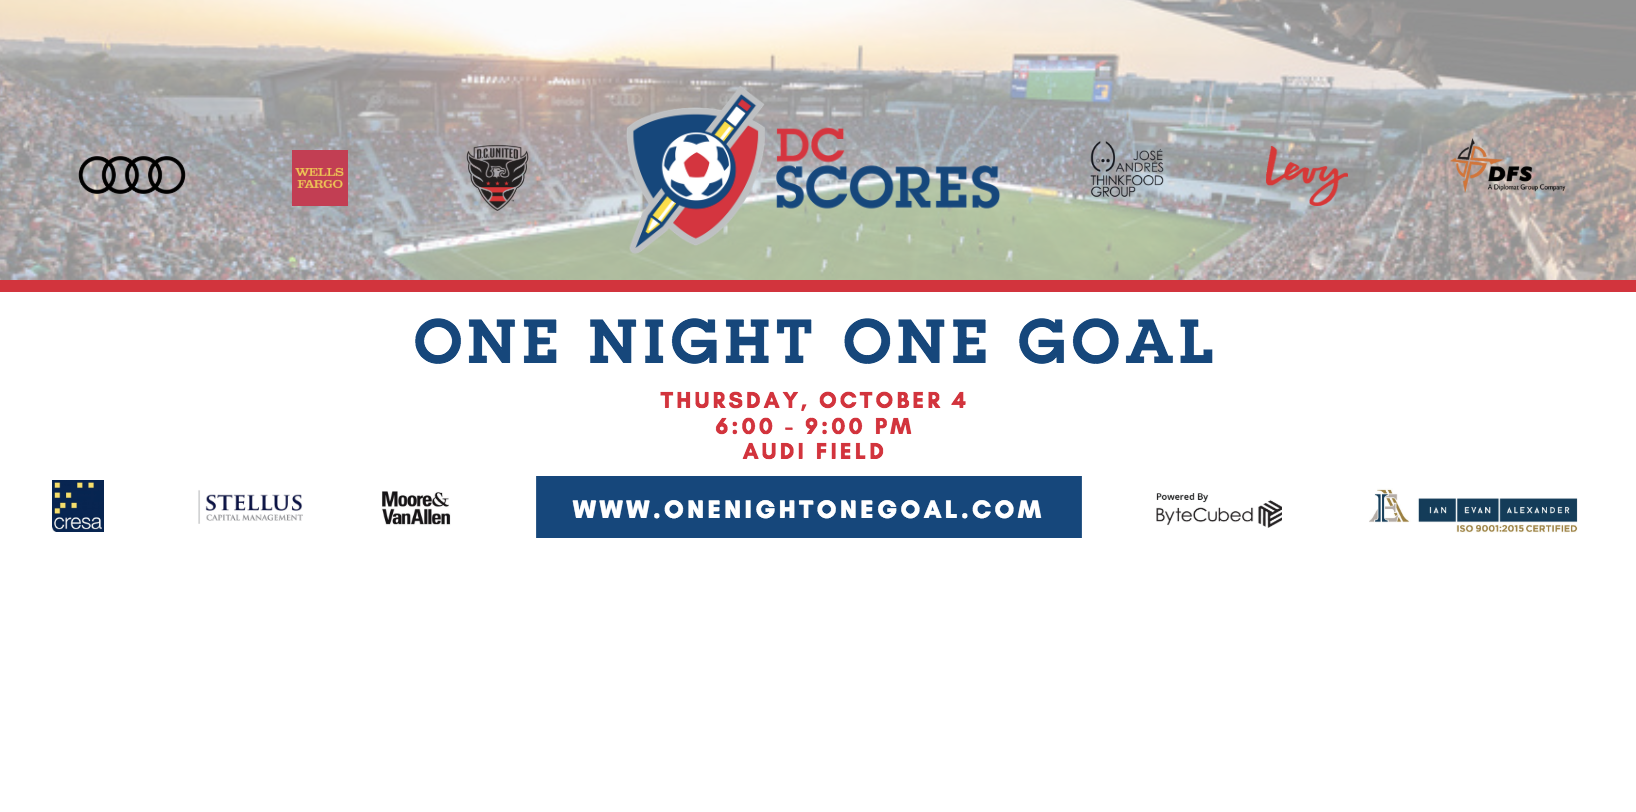 WELLS
FARGO
D.C.UNITED
DC
SCORES
JOSÉ
ANDRÉS
THINKFOOD
GROUP
Levy
DFS
A Diplomat Group Company
ONE NIGHT ONE GOAL
THURSDAY, OCTOBER 4
6:00 - 9:00 PM
AUDI FIELD
cresa
STELLUS
CAPITAL MANAGEMENT
Moore&
VanAllen
WWW.ONENIGHTONEGOAL.COM
Powered By
ByteCubed
IAN EVAN ALEXANDER
ISO 9001:2015 CERTIFIED